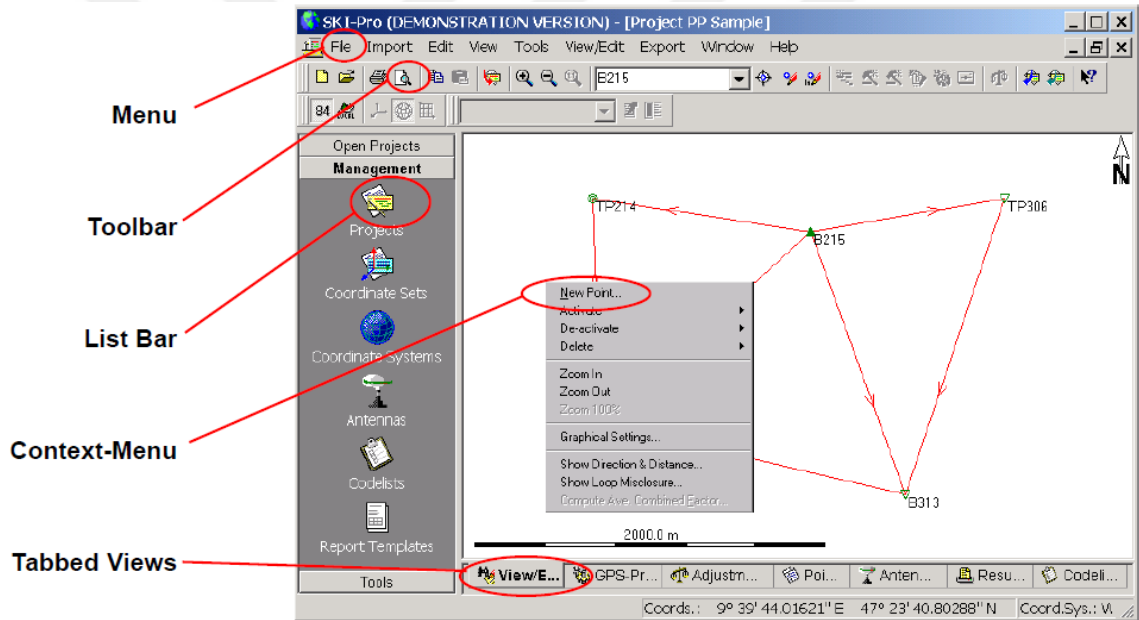 SKI-Pro (DEMONSTRATION VERSION) - [Project PP Sample]
File Import Edit View Tools View/Edit Export Window Help
B215
84
Menu
Open Projects
Management
Projects
Coordinate Sets
Coordinate Systems
Antennas
Codelists
Report Templates
Tools
Toolbar
List Bar
Context-Menu
Tabbed Views
N
TP214
TP306
B215
B313
New Point...
Activate
De-activate
Delete
Zoom In
Zoom Out
Zoom 100%
Graphical Settings...
Show Direction & Distance...
Show Loop Misclosure...
Compute Ave. Combined Factor...
2000.0 m
View/E... GPS-Pr... Adjustm... Poi... Anten... Resu... Codeli...
Coords.: 9° 39' 44.01621" E 47° 23' 40.80288" N Coord.Sys.: